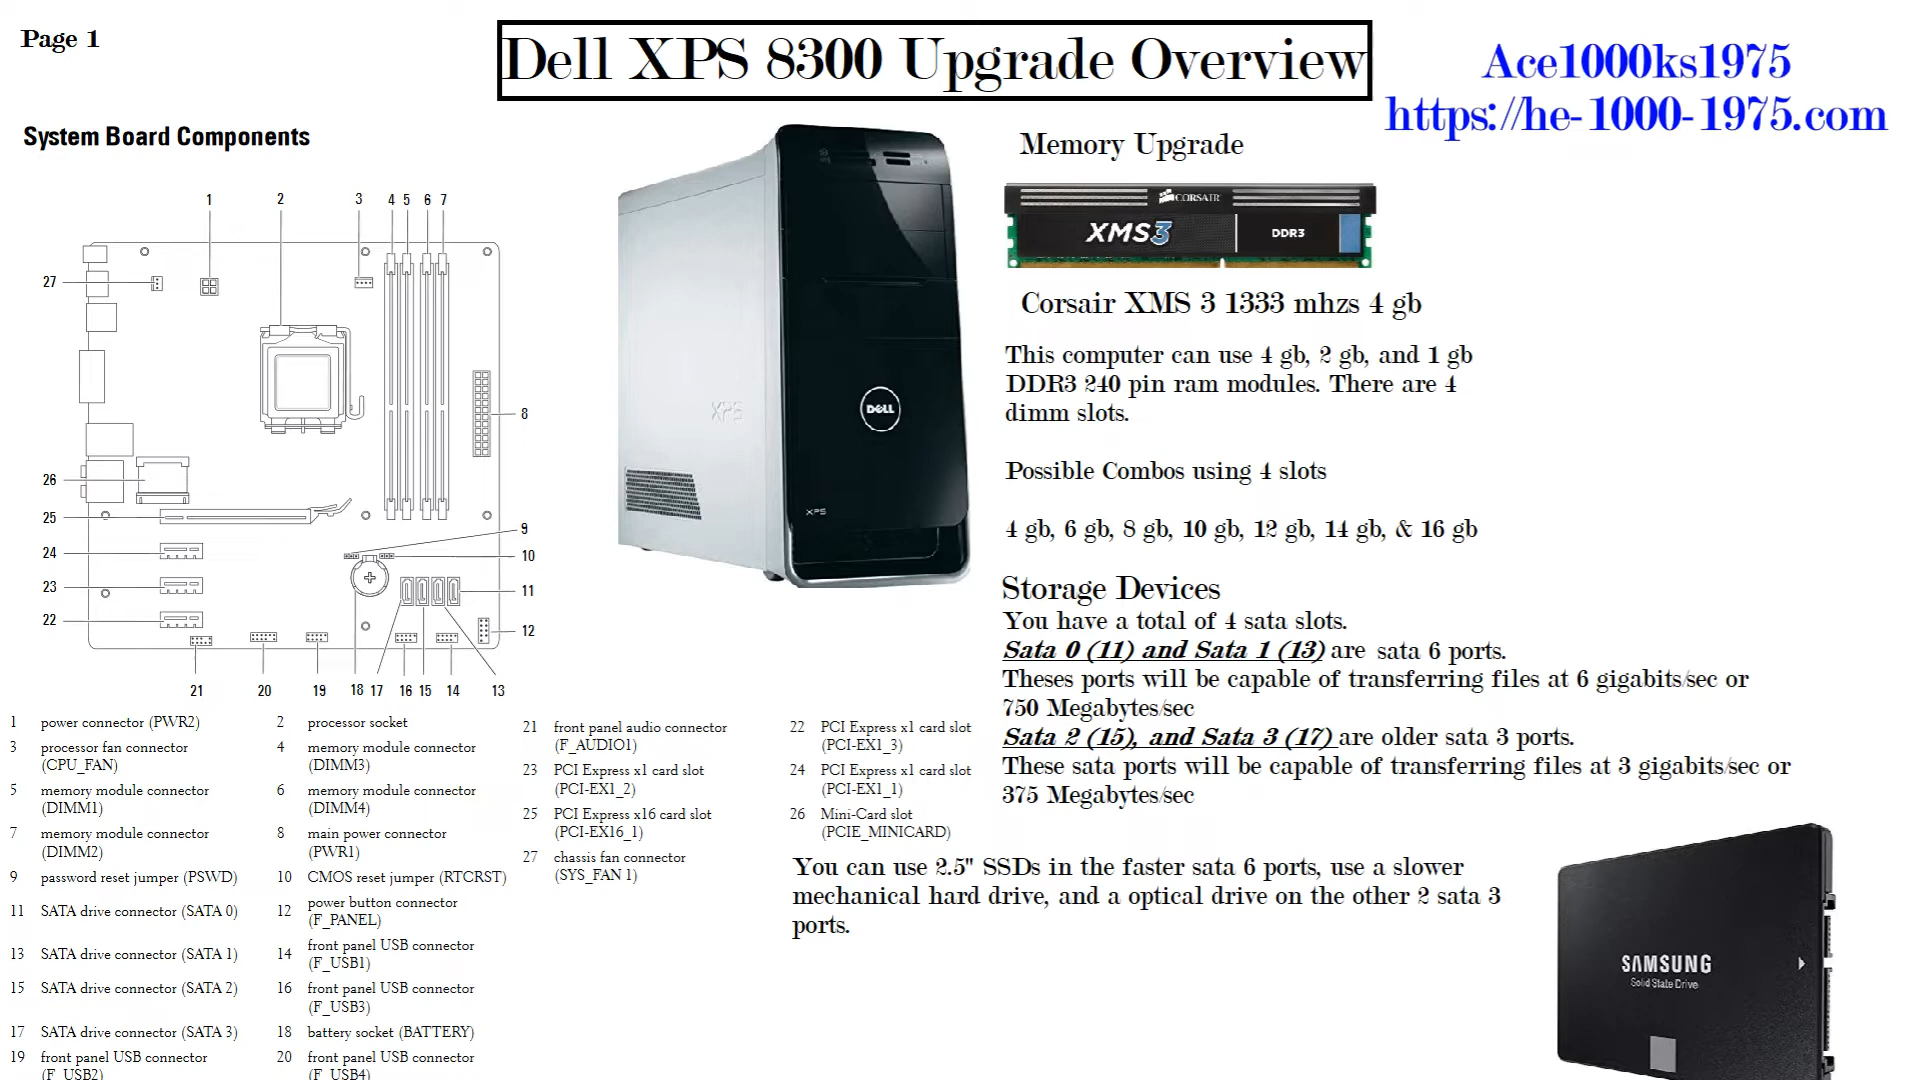 Page 1
Dell XPS 8300 Upgrade Overview
Ace1000ks1975
https://he-1000-1975.com
System Board Components
1 2 3 4 5 6 7
27
8
26
25
24
23
22
9
10
11
12
21 20 19 18 17 16 15 14 13
XPS
DELL
XPS
Memory Upgrade
CORSAIR
XMS3 DDR3
Corsair XMS 3 1333 mhzs 4 gb
This computer can use 4 gb, 2 gb, and 1 gb
DDR3 240 pin ram modules. There are 4
dimm slots.
Possible Combos using 4 slots
4 gb, 6 gb, 8 gb, 10 gb, 12 gb, 14 gb, & 16 gb
Storage Devices
You have a total of 4 sata slots.
Sata 0 (11) and Sata 1 (13) are sata 6 ports.
Theses ports will be capable of transferring files at 6 gigabits/sec or
750 Megabytes/sec
Sata 2 (15), and Sata 3 (17) are older sata 3 ports.
These sata ports will be capable of transferring files at 3 gigabits/sec or
375 Megabytes/sec
1 power connector (PWR2) 2 processor socket
3 processor fan connector 4 memory module connector
(CPU_FAN) (DIMM3)
5 memory module connector 6 memory module connector
(DIMM1) (DIMM4)
7 memory module connector 8 main power connector
(DIMM2) (PWR1)
9 password reset jumper (PSWD) 10 CMOS reset jumper (RTCRST)
11 SATA drive connector (SATA 0) 12 power button connector
(F_PANEL)
13 SATA drive connector (SATA 1) 14 front panel USB connector
(F_USB1)
15 SATA drive connector (SATA 2) 16 front panel USB connector
(F_USB3)
17 SATA drive connector (SATA 3) 18 battery socket (BATTERY)
19 front panel USB connector 20 front panel USB connector
(F_USB2) (F_USB4)
21 front panel audio connector 22 PCI Express x1 card slot
(F_AUDIO1) (PCI-EX1_3)
23 PCI Express x1 card slot 24 PCI Express x1 card slot
(PCI-EX1_2) (PCI-EX1_1)
25 PCI Express x16 card slot 26 Mini-Card slot
(PCI-EX16_1) (PCIE_MINICARD)
27 chassis fan connector
(SYS_FAN 1)
You can use 2.5" SSDs in the faster sata 6 ports, use a slower
mechanical hard drive, and a optical drive on the other 2 sata 3
ports.
SAMSUNG
Solid State Drive